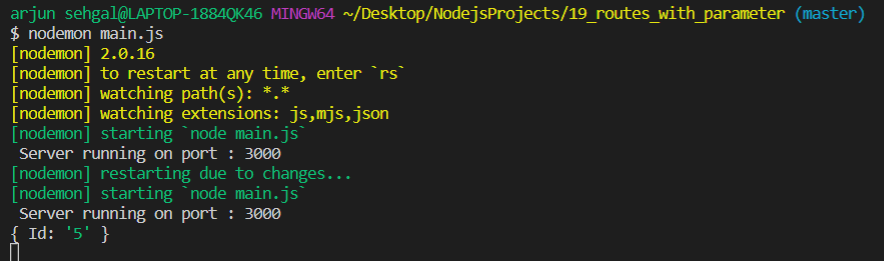 arjun sehgal@LAPTOP-1884QK46 MINGW64 ~/Desktop/NodejsProjects/19_routes_with_parameter (master)
$ nodemon main.js
[nodemon] 2.0.16
[nodemon] to restart at any time, enter `rs`
[nodemon] watching path(s): *.*
[nodemon] watching extensions: js,mjs,json
[nodemon] starting `node main.js`
 Server running on port : 3000
[nodemon] restarting due to changes...
[nodemon] starting `node main.js`
 Server running on port : 3000
{ Id: '5' }